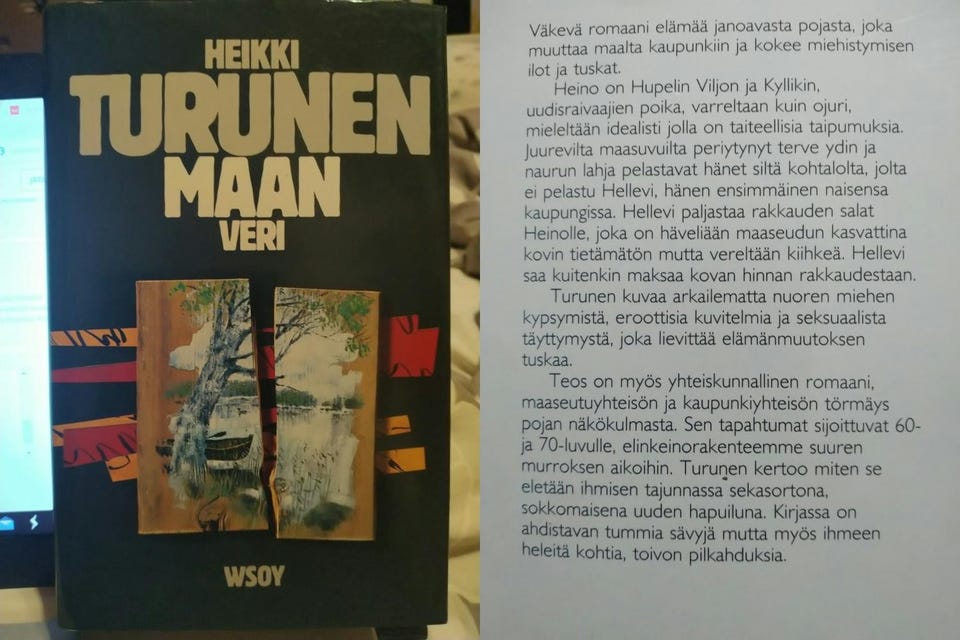 HEIKKI
TURUNEN
MAAN
VERI
WSOY
Väkevä romaani elämää janoavasta pojasta, joka
muuttaa maalta kaupunkiin ja kokee miehistymisen
ilot ja tuskat.
Heino on Hupelin Viljon ja Kyllikin,
uudisraivaajien poika, varreltaan kuin ojuri,
mieleltään idealisti jolla on taiteellisia taipumuksia.
Juurevilta maasuvuilta periytynyt terve ydin ja
naurun lahja pelastavat hänet siltä kohtalolta, jolta
ei pelastu Hellevi, hänen ensimmäinen naisensa
kaupungissa. Hellevi paljastaa rakkauden salat
Heinolle, joka on häveliään maaseudun kasvattina
kovin tietämätön mutta vereltään kiihkeä. Hellevi
saa kuitenkin maksaa kovan hinnan rakkaudestaan.
Turunen kuvaa arkailematta nuoren miehen
kypsymistä, eroottisia kuvitelmia ja seksuaalista
täyttymystä, joka lievittää elämänmuutoksen
tuskaa.
Teos on myös yhteiskunnallinen romaani,
maaseutuyhteisön ja kaupunkiyhteisön törmäys
pojan näkökulmasta. Sen tapahtumat sijoittuvat 60-
ja 70-luvulle, elinkeinorakenteemme suuren
murroksen aikoihin. Turunen kertoo miten se
eletään ihmisen tajunnassa sekasortona,
sokkomaisena uuden hapuiluna. Kirjassa on
ahdistavan tummia sävyjä mutta myös ihmeen
heleitä kohtia, toivon pilkahduksia.